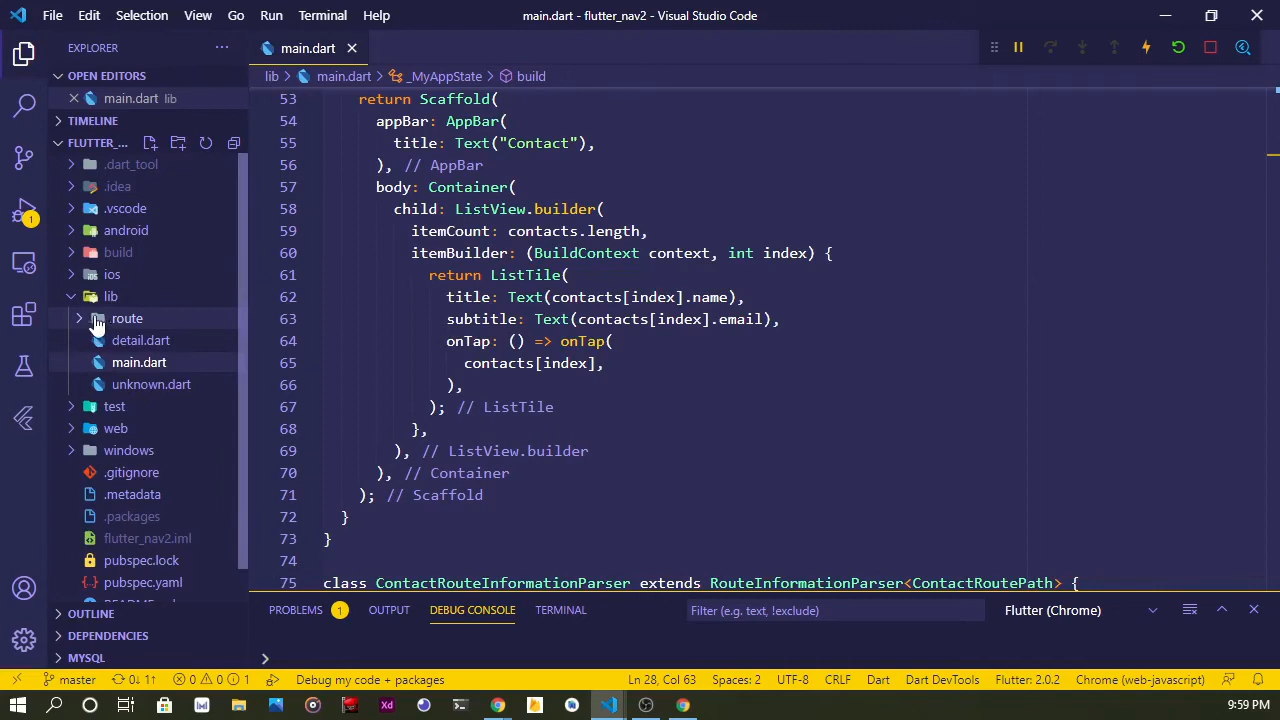 File Edit Selection View Go Run Terminal Help
main.dart - flutter_nav2 - Visual Studio Code
EXPLORER
OPEN EDITORS
main.dart lib
TIMELINE
FLUTTER_...
.dart_tool
.idea
.vscode
android
build
ios
lib
route
detail.dart
main.dart
unknown.dart
test
web
windows
.gitignore
.metadata
.packages
flutter_nav2.iml
pubspec.lock
pubspec.yaml
OUTLINE
DEPENDENCIES
MYSQL
1
main.dart
lib > main.dart > _MyAppState > build
53 return Scaffold(
54 appBar: AppBar(
55 title: Text("Contact"),
56 ), // AppBar
57 body: Container(
58 child: ListView.builder(
59 itemCount: contacts.length,
60 itemBuilder: (BuildContext context, int index) {
61 return ListTile(
62 title: Text(contacts[index].name),
63 subtitle: Text(contacts[index].email),
64 onTap: () => onTap(
65 contacts[index],
66 ),
67 ); // ListTile
68 },
69 ), // ListView.builder
70 ), // Container
71 ); // Scaffold
72 }
73 }
74
75 class ContactRouteInformationParser extends RouteInformationParser<ContactRoutePath> {
PROBLEMS 1 OUTPUT DEBUG CONSOLE TERMINAL Filter (e.g. text, !exclude) Flutter (Chrome)
>
master 0↓ 1↑ 0 0 1 Debug my code + packages Ln 28, Col 63 Spaces: 2 UTF-8 CRLF Dart Dart DevTools Flutter: 2.0.2 Chrome (web-javascript)
Xd
9:59 PM